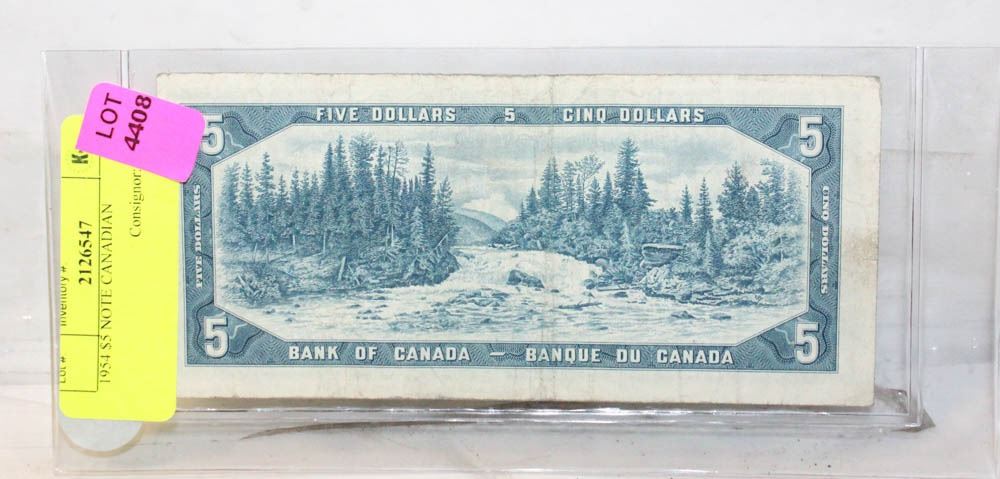 LOT
4408
Lot # Inventory #
2126547
1954 $5 NOTE CANADIAN
Consignor:
5 FIVE DOLLARS 5 CINQ DOLLARS 5
FIVE DOLLARS
CINQ DOLLARS
5 BANK OF CANADA — BANQUE DU CANADA 5